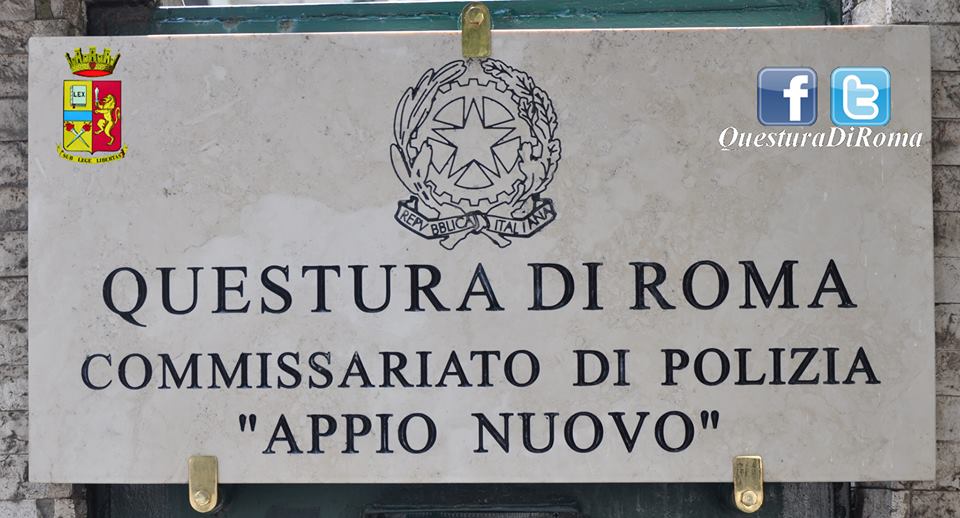 LEX
SUB LEGE LIBERTAS
f t
QuesturaDiRoma
REPVBBLICA ITALIANA
QUESTURA DI ROMA
COMMISSARIATO DI POLIZIA
"APPIO NUOVO"